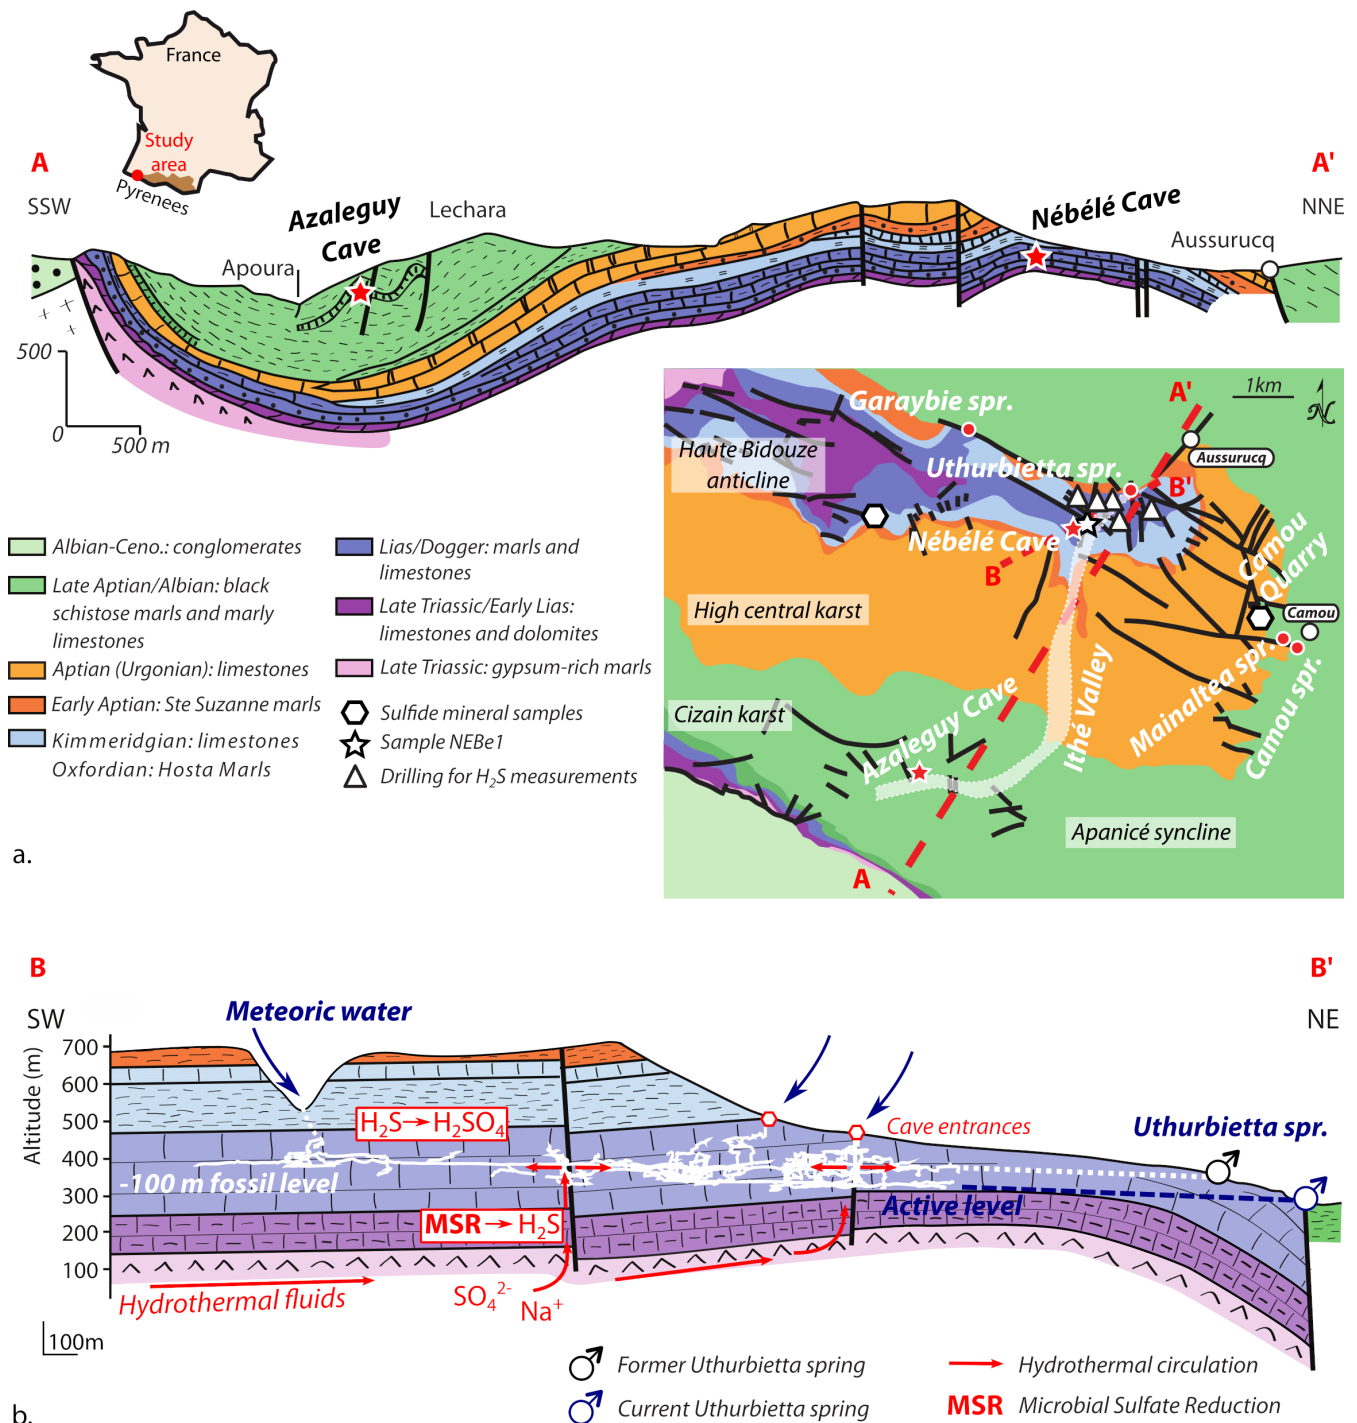 France
Study
area
Pyrenees
A
SSW
A'
NNE
Azaleguy
Cave
Lechara
Apoura
Nébélé Cave
Aussurucq
500
0
500 m
Albian-Ceno.: conglomerates
Late Aptian/Albian: black
schistose marls and marly
limestones
Aptian (Urgonian): limestones
Early Aptian: Ste Suzanne marls
Kimmeridgian: limestones
Oxfordian: Hosta Marls
Lias/Dogger: marls and
limestones
Late Triassic/Early Lias:
limestones and dolomites
Late Triassic: gypsum-rich marls
Sulfide mineral samples
Sample NEBe1
Drilling for H₂S measurements
A'
1km
N
Garaybie spr.
Haute Bidouze
anticline
Uthurbietta spr.
Aussurucq
B'
Nébélé Cave
B
Camou
Quarry
High central karst
Camou
Mainaltea spr.
Camou spr.
Ithé Valley
Cizain karst
Azaleguy Cave
Apanicé syncline
A
a.
B
SW
B'
NE
Meteoric water
Altitude (m)
700
600
500
400
300
200
100
H₂S→H₂SO₄
Cave entrances
Uthurbietta spr.
-100 m fossil level
Active level
MSR→H₂S
Hydrothermal fluids
SO₄²⁻
Na⁺
100m
Former Uthurbietta spring
Hydrothermal circulation
Current Uthurbietta spring
MSR Microbial Sulfate Reduction
b.